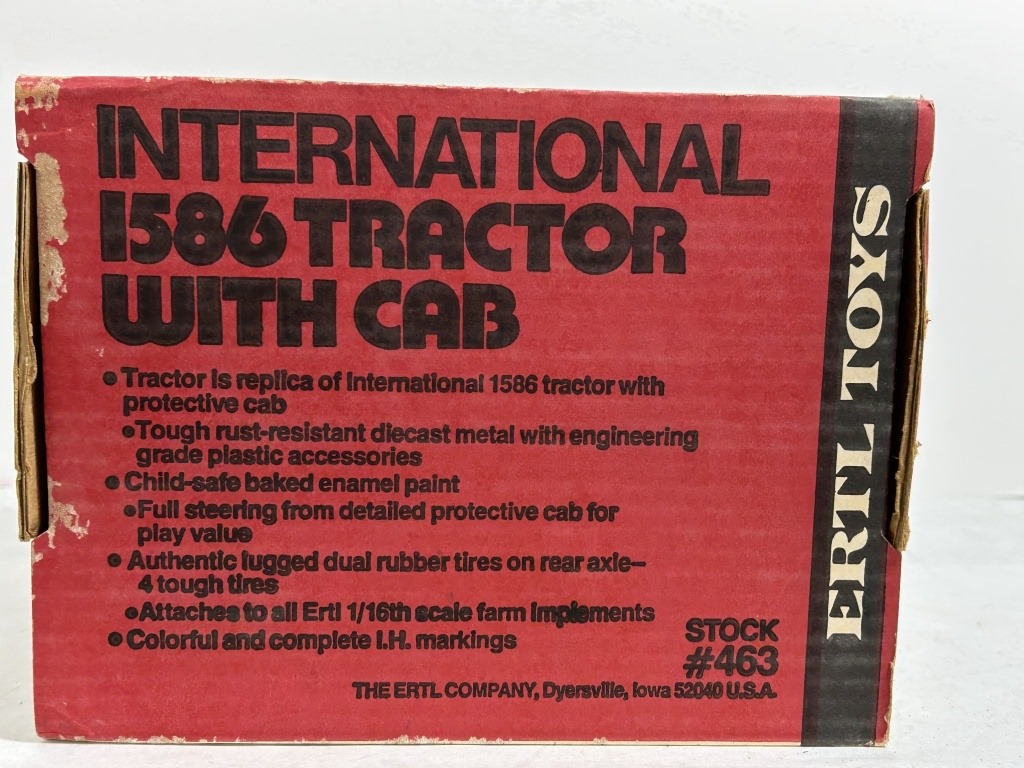 INTERNATIONAL
1586 TRACTOR
WITH CAB
• Tractor is replica of International 1586 tractor with
protective cab
• Tough rust-resistant diecast metal with engineering
grade plastic accessories
• Child-safe baked enamel paint
• Full steering from detailed protective cab for
play value
• Authentic lugged dual rubber tires on rear axle–
4 tough tires
• Attaches to all Ertl 1/16th scale farm implements
• Colorful and complete I.H. markings
STOCK
#463
THE ERTL COMPANY, Dyersville, Iowa 52040 U.S.A.
ERTL TOYS